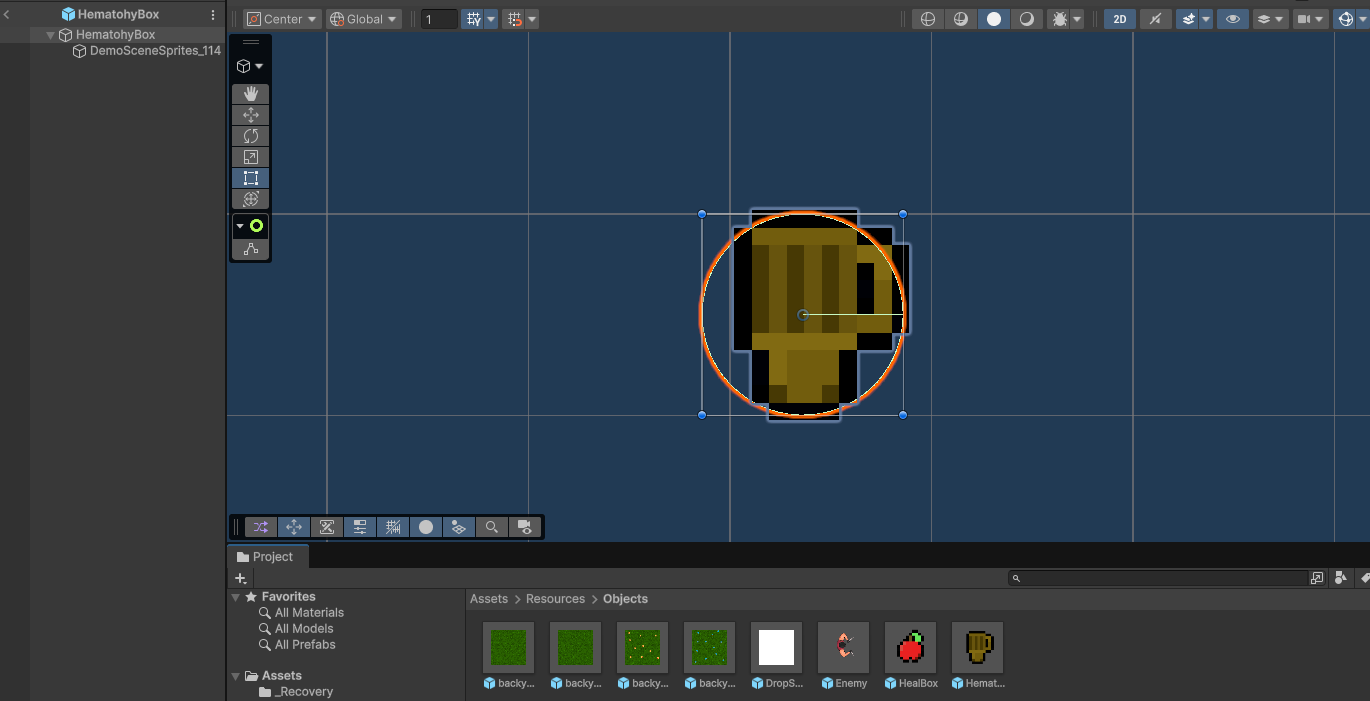 HematohyBox
HematohyBox
DemoSceneSprites_114
Center
Global
1
2D
Project
Favorites
All Materials
All Models
All Prefabs
Assets
_Recovery
Assets > Resources > Objects
backy...
backy...
backy...
backy...
DropS...
Enemy
HealBox
Hemat...